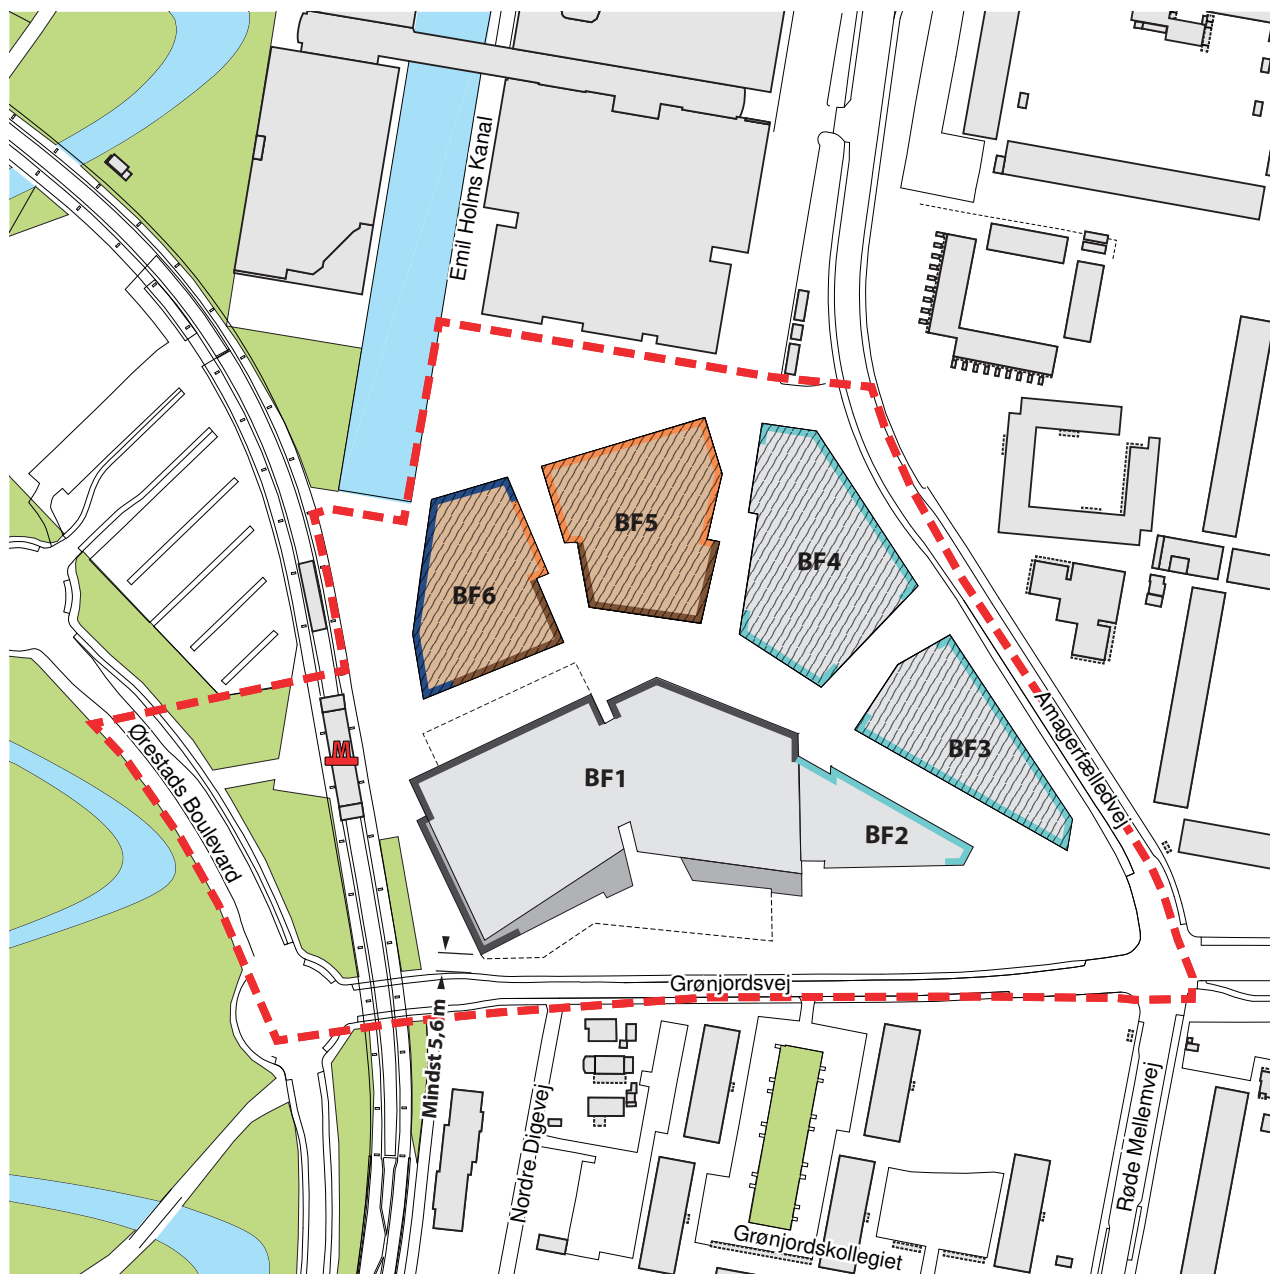 Emil Holms Kanal
BF5
BF4
BF6
BF3
BF1
BF2
M
Ørestads Boulevard
Amagerfælledvej
Grønjordsvej
Mindst 5,6 m
Nordre Digevej
Røde Mellemvej
Grønjordskollegiet